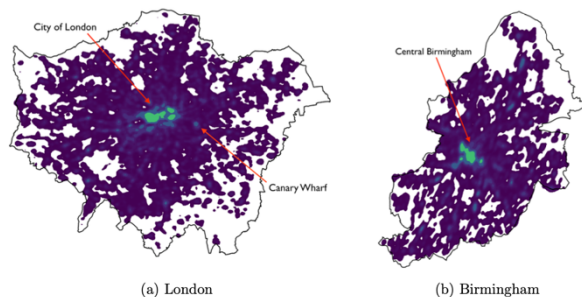 City of London
Central Birmingham
Canary Wharf
(a) London
(b) Birmingham